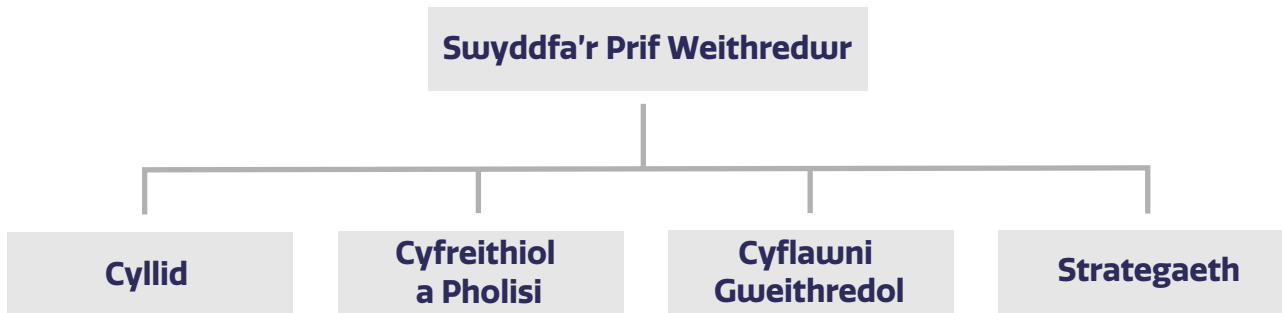 Swyddfa’r Prif Weithredwr
Cyllid
Cyfreithiol
a Pholisi
Cyflawni
Gweithredol
Strategaeth